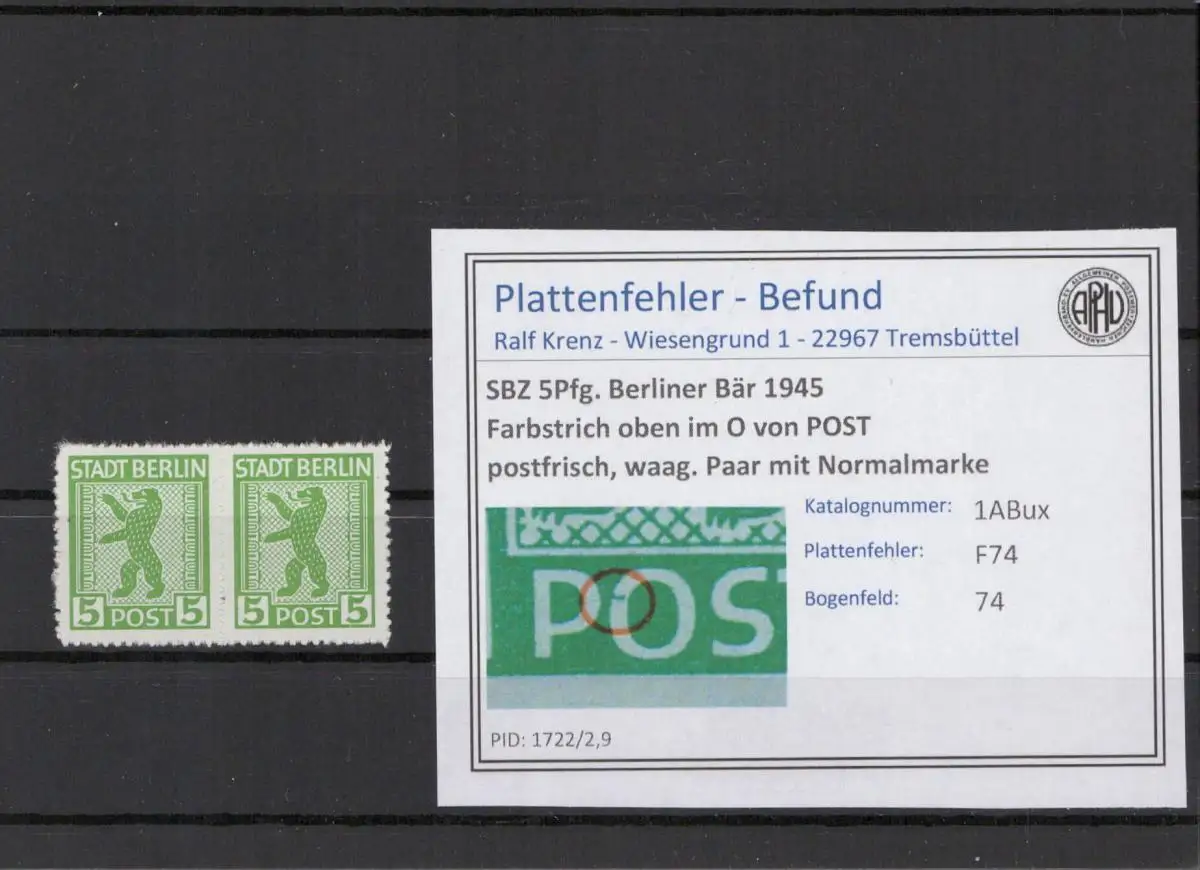 STADT BERLIN STADT BERLIN
5 POST 5 5 POST 5
Plattenfehler - Befund
Ralf Krenz - Wiesengrund 1 - 22967 Tremsbüttel
APHV
SBZ 5Pfg. Berliner Bär 1945
Farbstrich oben im O von POST
postfrisch, waag. Paar mit Normalmarke
POS
Katalognummer: 1ABux
Plattenfehler: F74
Bogenfeld: 74
PID: 1722/2,9